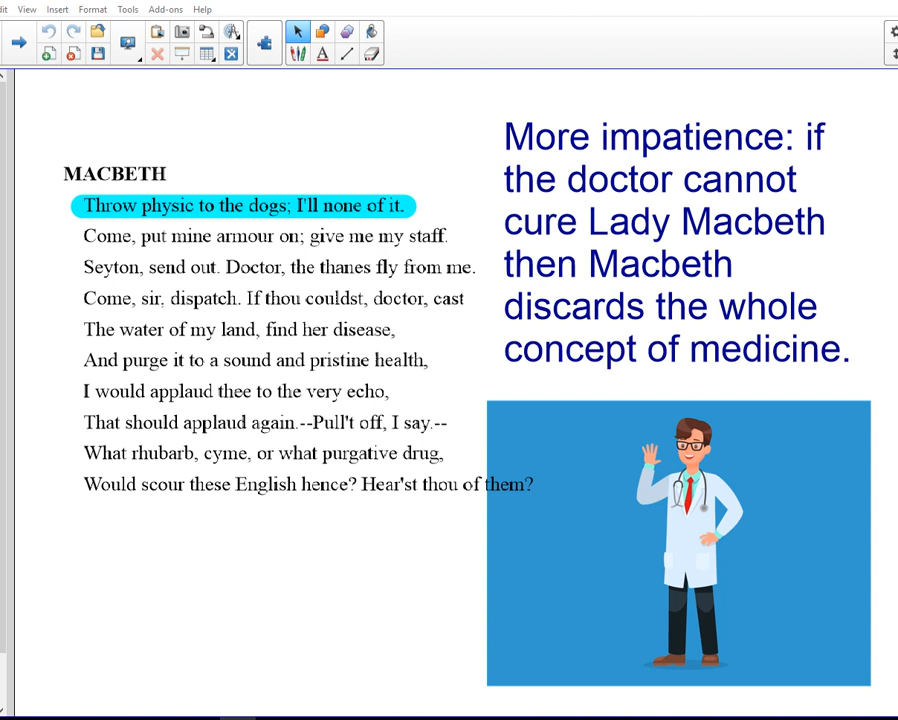 View Insert Format Tools Add-ons Help
MACBETH
Throw physic to the dogs; I'll none of it.
Come, put mine armour on; give me my staff.
Seyton, send out. Doctor, the thanes fly from me.
Come, sir, dispatch. If thou couldst, doctor, cast
The water of my land, find her disease,
And purge it to a sound and pristine health,
I would applaud thee to the very echo,
That should applaud again.--Pull't off, I say.--
What rhubarb, cyme, or what purgative drug,
Would scour these English hence? Hear'st thou of them?
More impatience: if
the doctor cannot
cure Lady Macbeth
then Macbeth
discards the whole
concept of medicine.